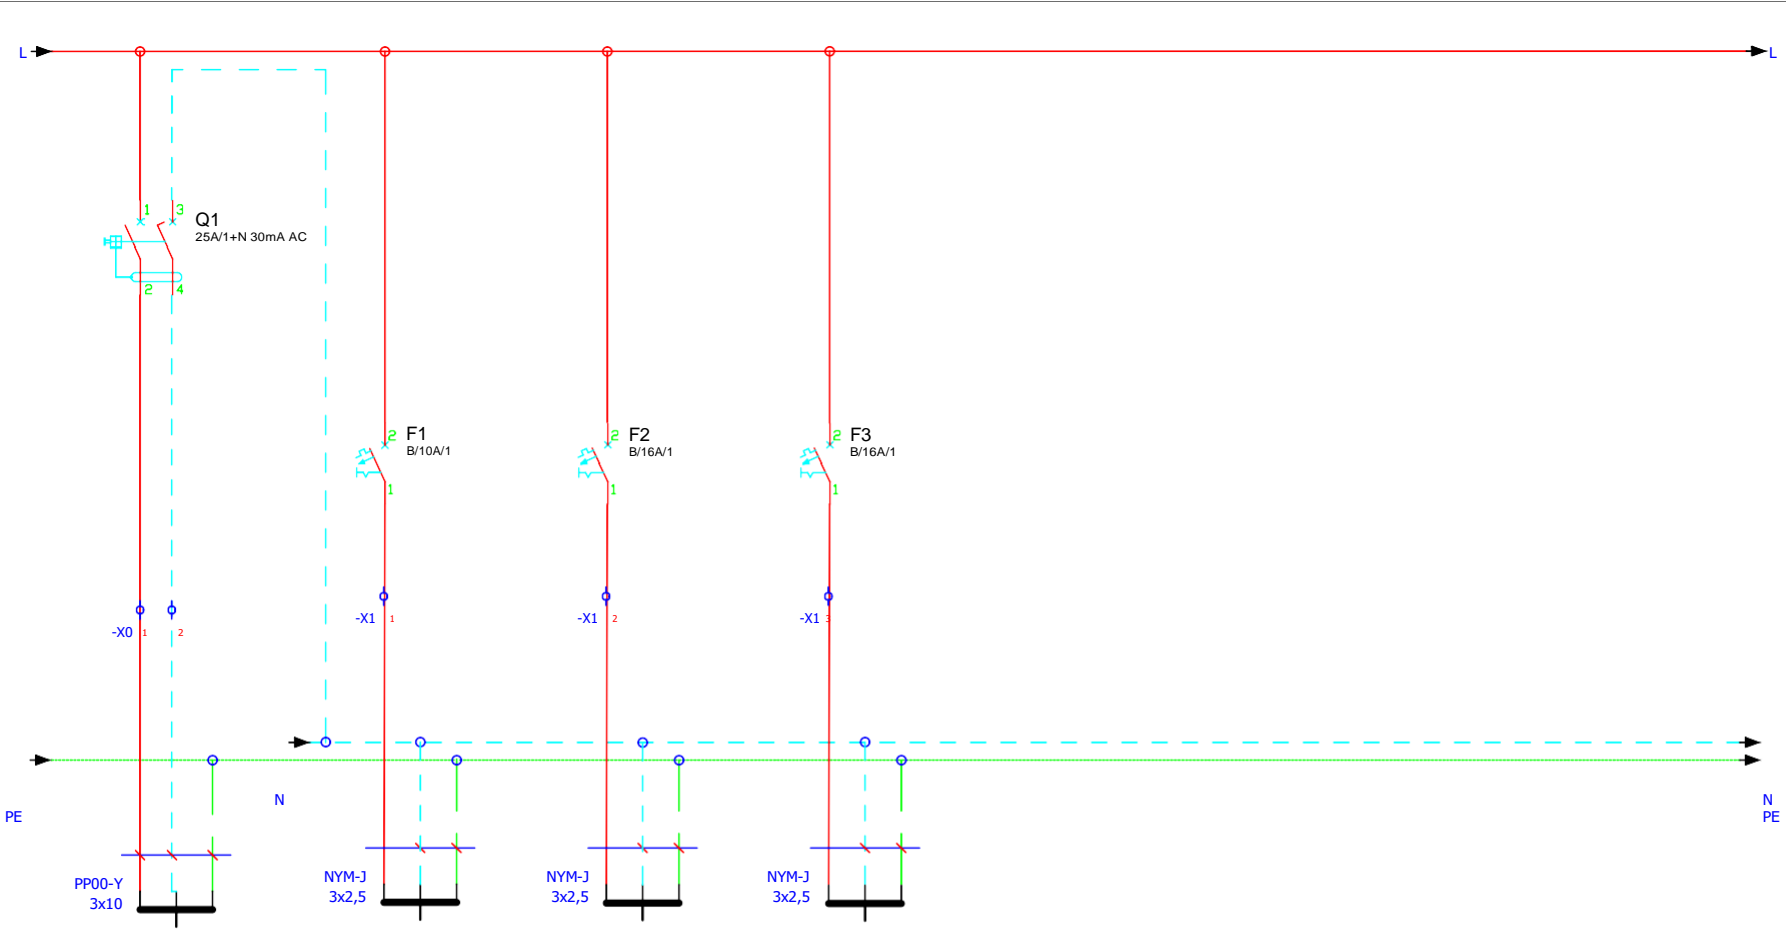 L
L
1
3
Q1
25A/1+N 30mA AC
2
4
2
F1
B/10A/1
1
2
F2
B/16A/1
1
2
F3
B/16A/1
1
-X0
1
2
-X1
1
-X1
2
-X1
3
PE
N
N
PE
PP00-Y
3x10
NYM-J
3x2,5
NYM-J
3x2,5
NYM-J
3x2,5